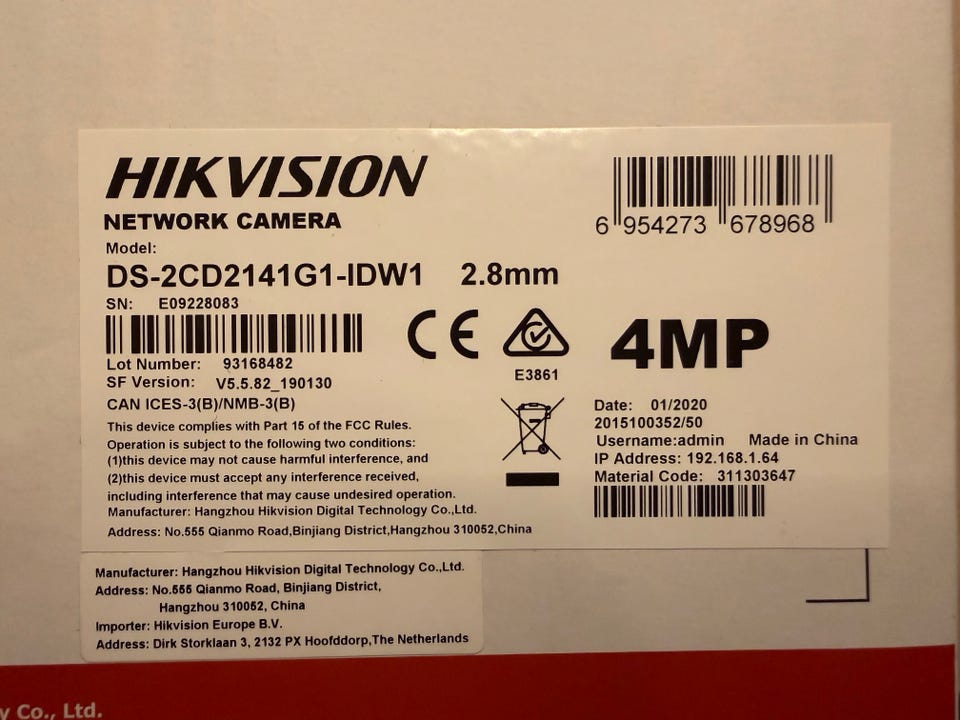 HIKVISION
NETWORK CAMERA
Model:
DS-2CD2141G1-IDW1 2.8mm
SN: E09228083
Lot Number: 93168482
SF Version: V5.5.82_190130
CAN ICES-3(B)/NMB-3(B)
This device complies with Part 15 of the FCC Rules.
Operation is subject to the following two conditions:
(1)this device may not cause harmful interference, and
(2)this device must accept any interference received,
including interference that may cause undesired operation.
Manufacturer: Hangzhou Hikvision Digital Technology Co.,Ltd.
Address: No.555 Qianmo Road,Binjiang District,Hangzhou 310052,China
6 954273 678968
CE
E3861
4MP
Date: 01/2020
2015100352/50
Username:admin Made in China
IP Address: 192.168.1.64
Material Code: 311303647
Manufacturer: Hangzhou Hikvision Digital Technology Co.,Ltd.
Address: No.555 Qianmo Road, Binjiang District,
Hangzhou 310052, China
Importer: Hikvision Europe B.V.
Address: Dirk Storklaan 3, 2132 PX Hoofddorp,The Netherlands
y Co., Ltd.